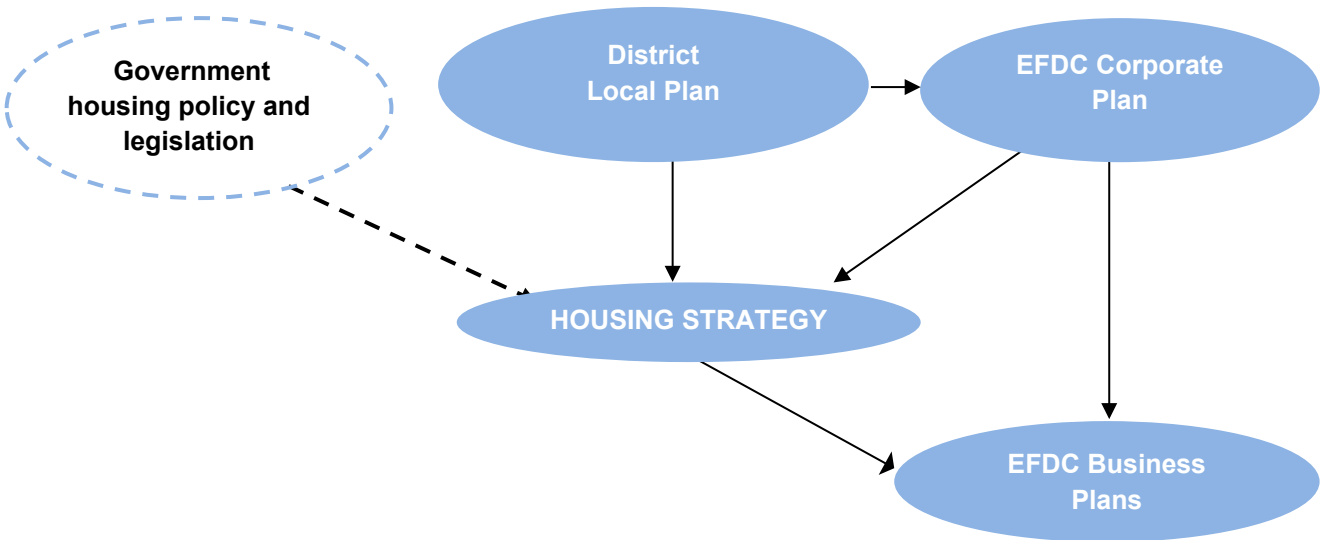 Government
housing policy and
legislation
District
Local Plan
EFDC Corporate
Plan
HOUSING STRATEGY
EFDC Business
Plans